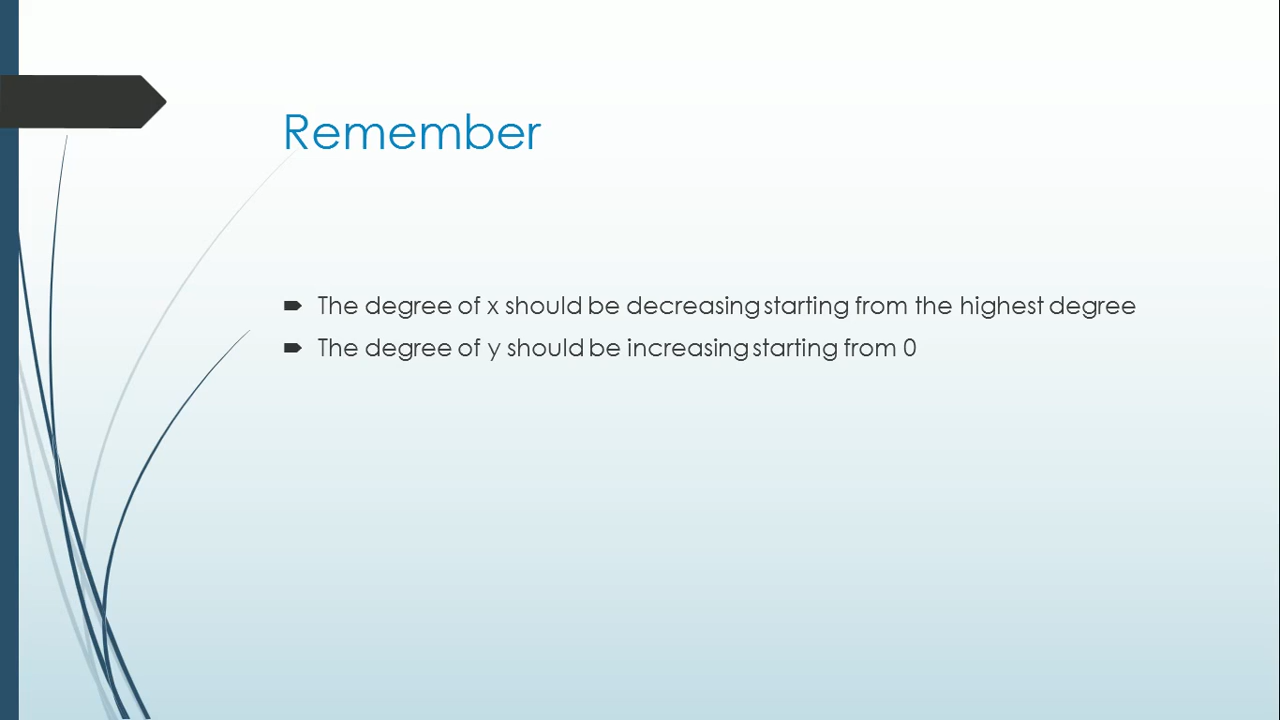 Remember
The degree of x should be decreasing starting from the highest degree
The degree of y should be increasing starting from 0